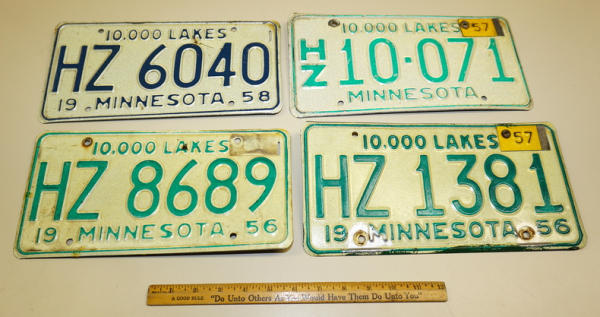 10,000 LAKES
HZ 6040
19 MINNESOTA 58
10,000 LAKES 57
HZ 10·071
MINNESOTA
10,000 LAKES
HZ 8689
19 MINNESOTA 56
10,000 LAKES 57
HZ 1381
19 MINNESOTA 56
A GOOD RULE "Do Unto Others As You Would Have Them Do Unto You"